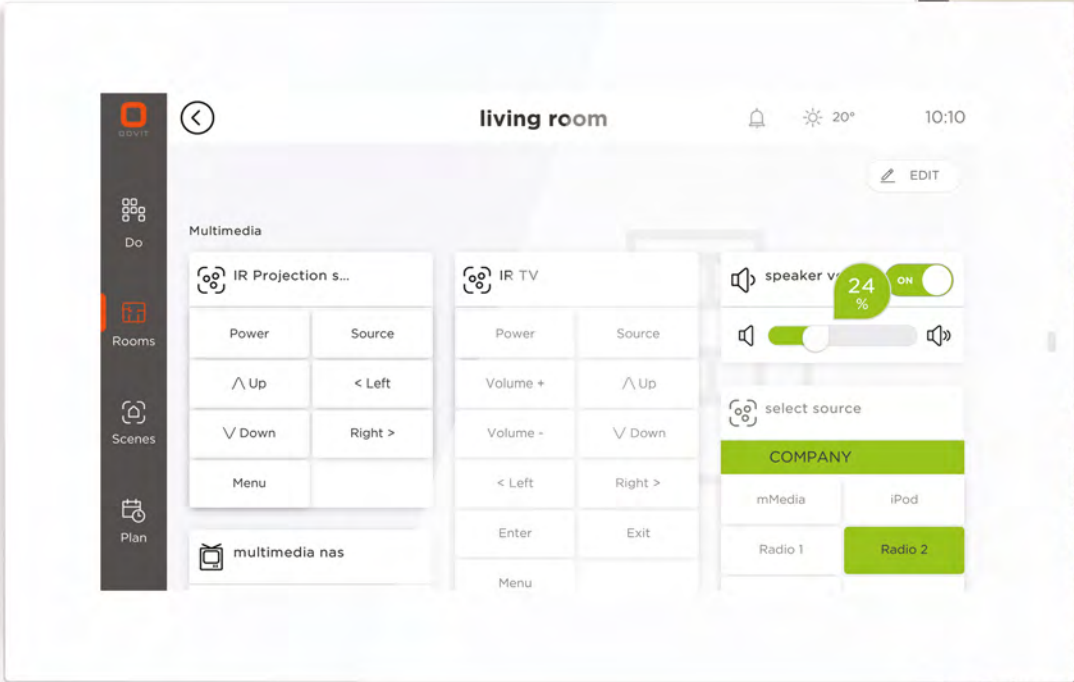 living room
20°
10:10
OOVIT
EDIT
Do
Rooms
Scenes
Plan
Multimedia
IR Projection s...
Power
Source
⋀ Up
< Left
⋁ Down
Right >
Menu
multimedia nas
IR TV
Power
Source
Volume +
⋀ Up
Volume -
⋁ Down
< Left
Right >
Enter
Exit
Menu
speaker v
24
%
ON
select source
COMPANY
mMedia
iPod
Radio 1
Radio 2